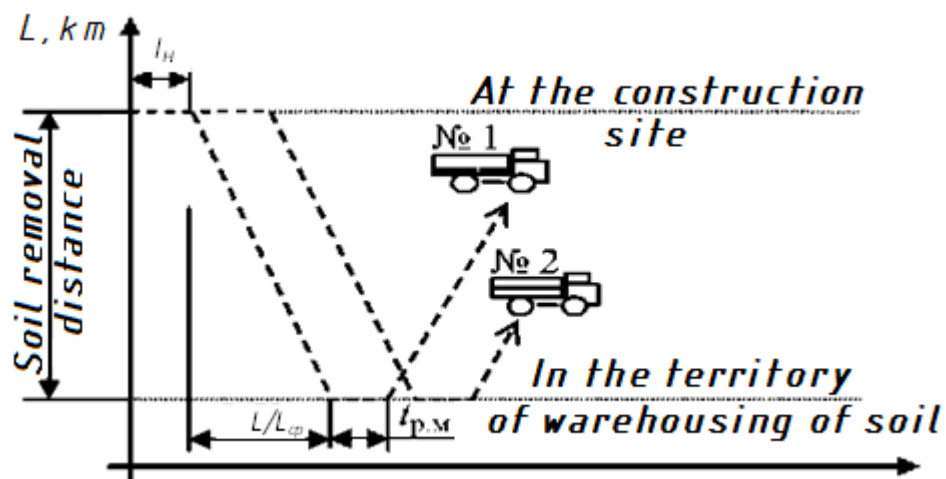 L, km
lн
At the construction
site
№ 1
Soil removal
distance
№ 2
In the territory
of warehousing of soil
L/Lср
tр.м